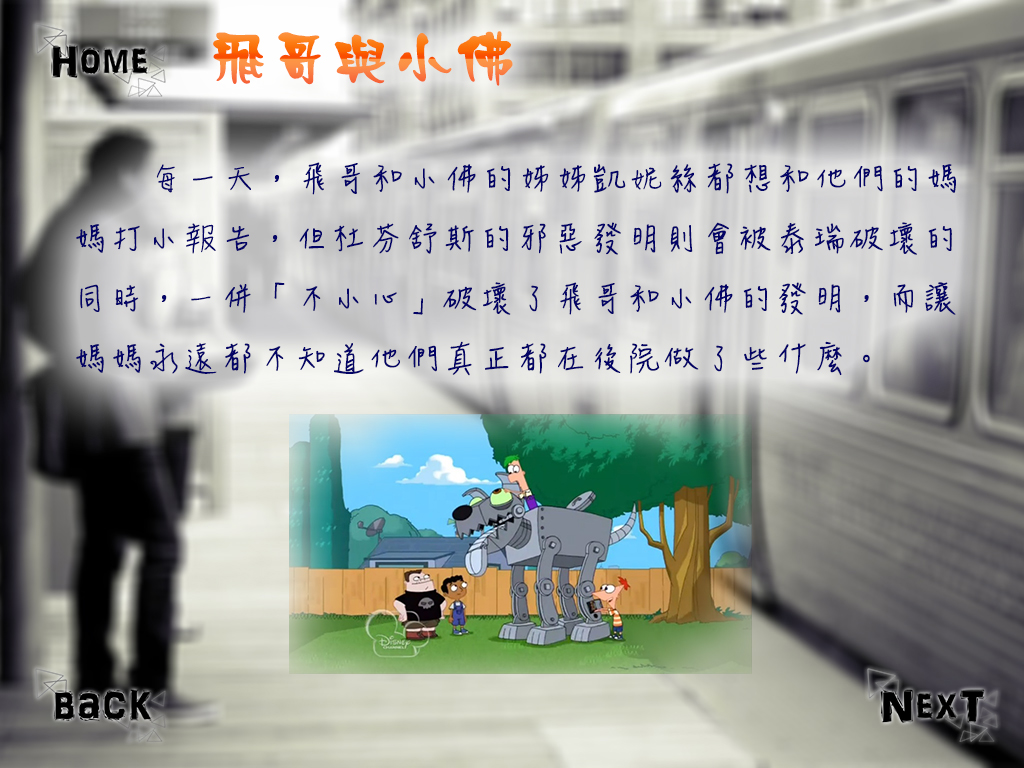 HOME
飛哥與小佛
每一天，飛哥和小佛的姊姊凱妮絲都想和他們的媽
媽打小報告，但杜芬舒斯的邪惡發明則會被泰瑞破壞的
同時，一併「不小心」破壞了飛哥和小佛的發明，而讓
媽媽永遠都不知道他們真正都在後院做了些什麼。
Disney
CHANNEL
BACK
NEXT